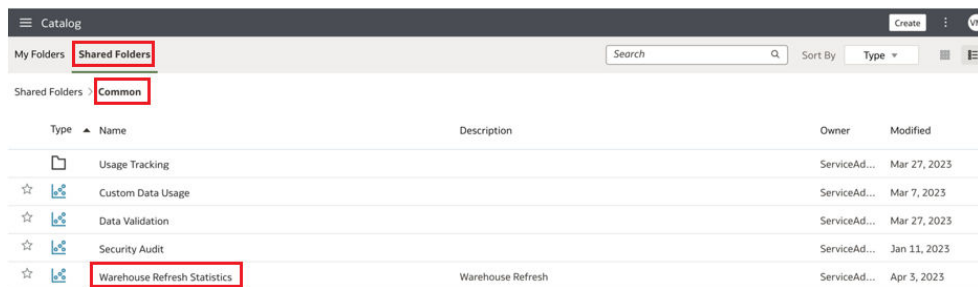 Catalog Create
My Folders Shared Folders Search Sort By Type
Shared Folders > Common
Type Name Description Owner Modified
Usage Tracking ServiceAd... Mar 27, 2023
Custom Data Usage ServiceAd... Mar 7, 2023
Data Validation ServiceAd... Mar 27, 2023
Security Audit ServiceAd... Jan 11, 2023
Warehouse Refresh Statistics Warehouse Refresh ServiceAd... Apr 3, 2023